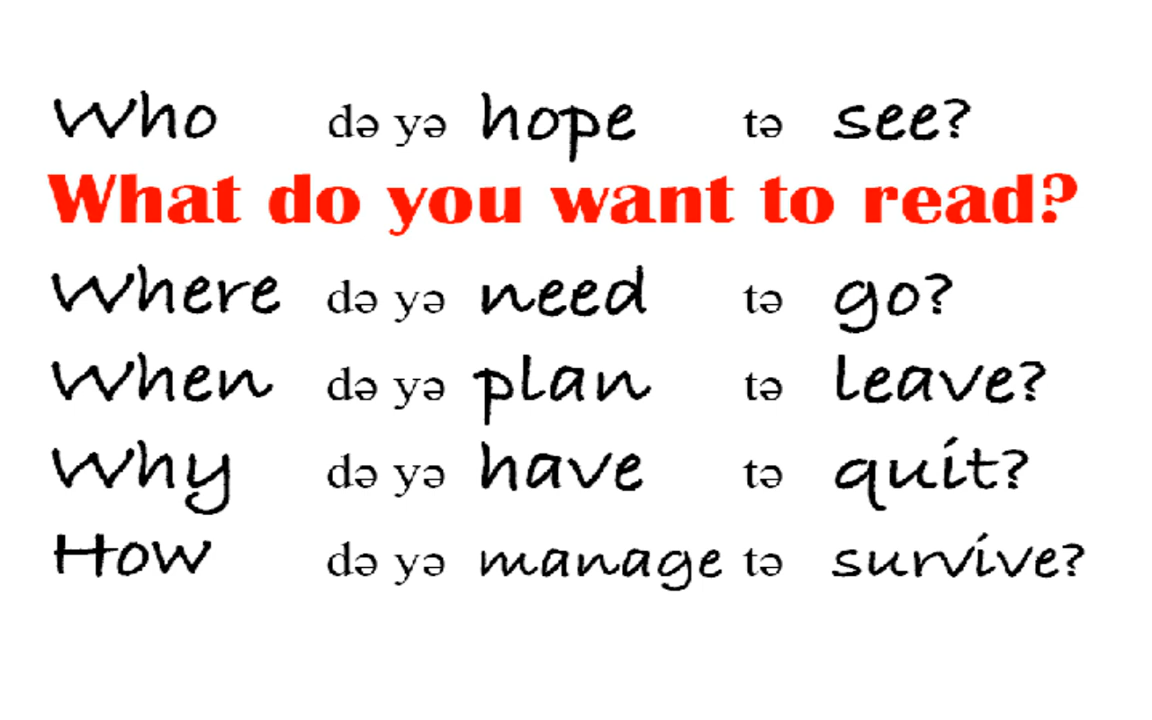 Who də yə hope tə see?
What do you want to read?
Where də yə need tə go?
When də yə plan tə leave?
Why də yə have tə quit?
How də yə manage tə survive?